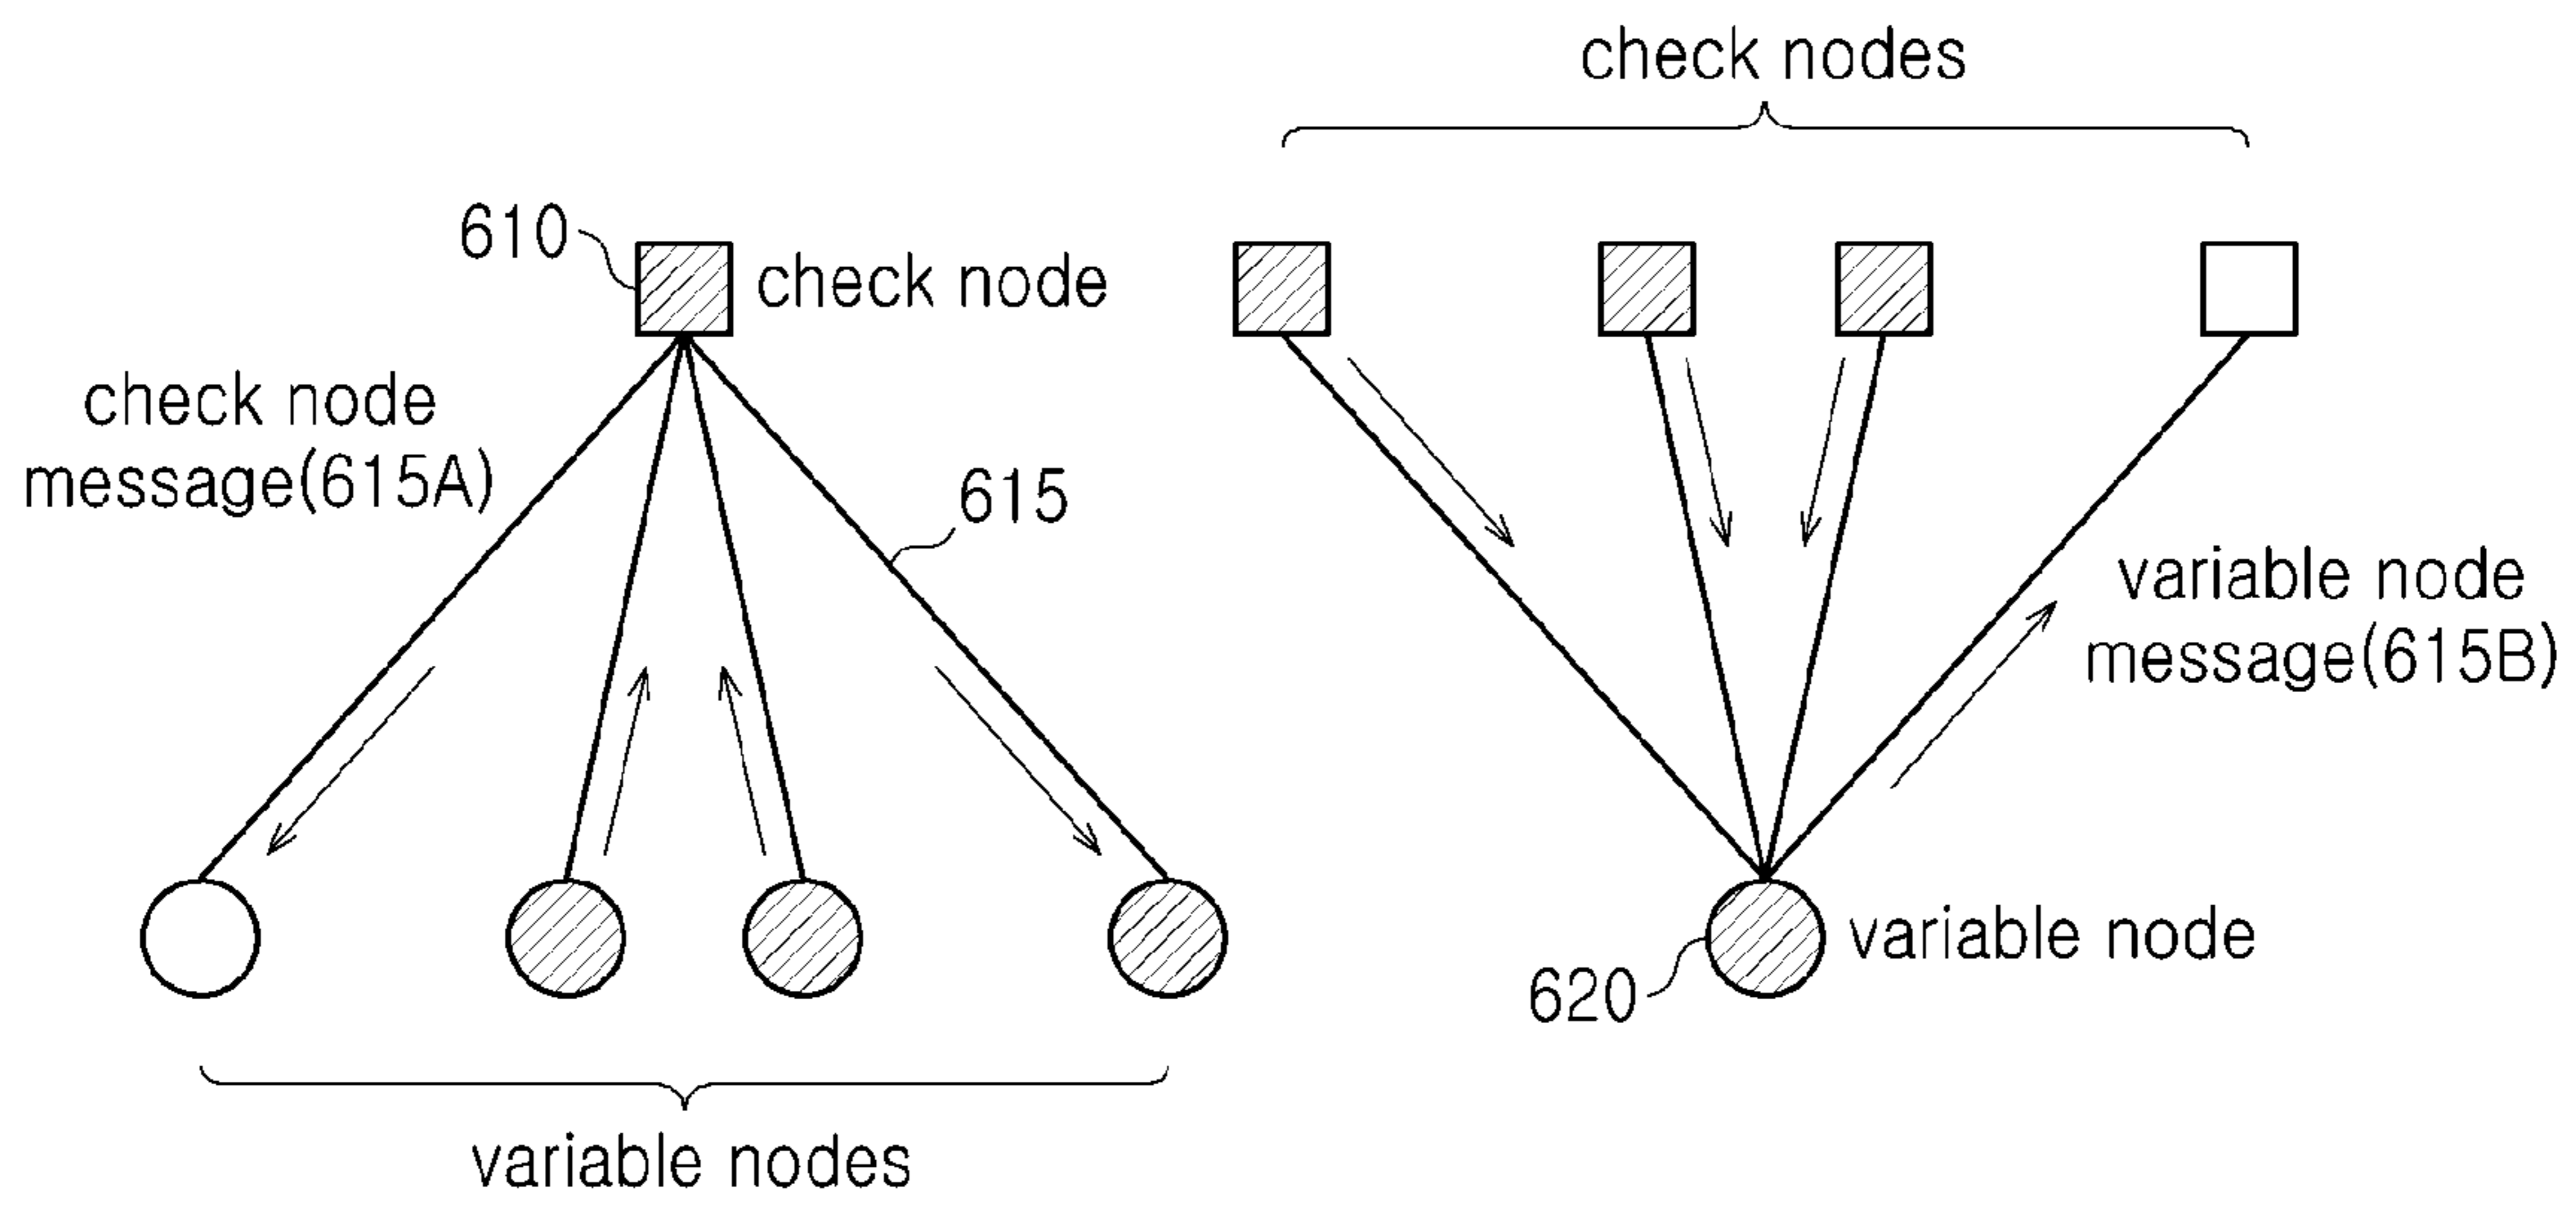 check nodes
610
check node
check node
message(615A)
615
variable node
message(615B)
variable node
620
variable nodes